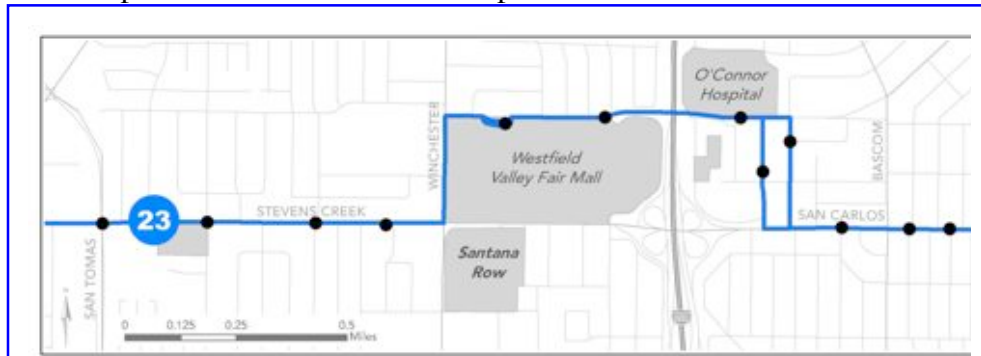 O'Connor
Hospital
WINCHESTER
Westfield
Valley Fair Mall
BASCOM
23
STEVENS CREEK
SAN CARLOS
SAN TOMAS
Santana
Row
0 0.125 0.25 0.5
Miles